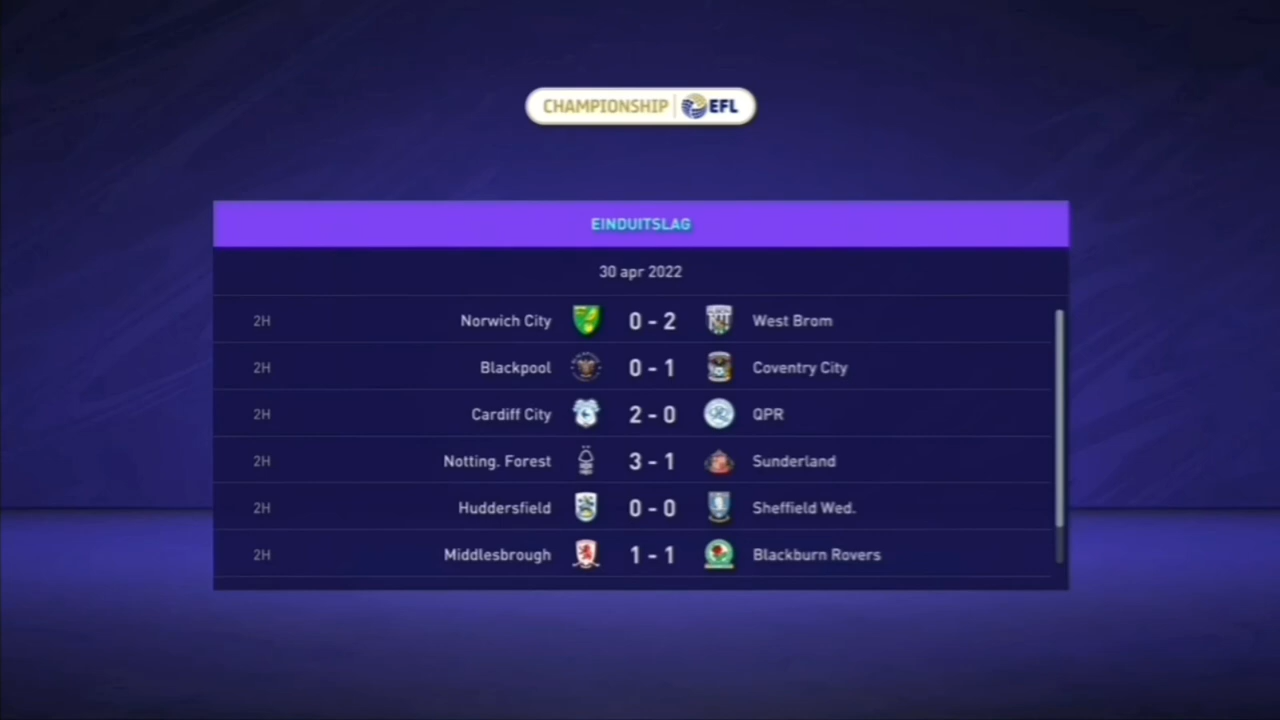 CHAMPIONSHIP EFL
EINDUITSLAG
30 apr 2022
2H Norwich City 0 - 2 West Brom
2H Blackpool 0 - 1 Coventry City
2H Cardiff City 2 - 0 QPR
2H Notting. Forest 3 - 1 Sunderland
2H Huddersfield 0 - 0 Sheffield Wed.
2H Middlesbrough 1 - 1 Blackburn Rovers